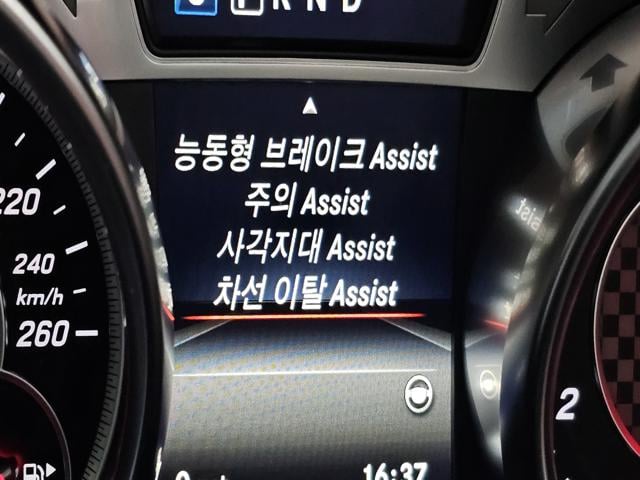 P R N D
능동형 브레이크 Assist
주의 Assist
사각지대 Assist
차선 이탈 Assist
220
240
km/h
260
2
16:37